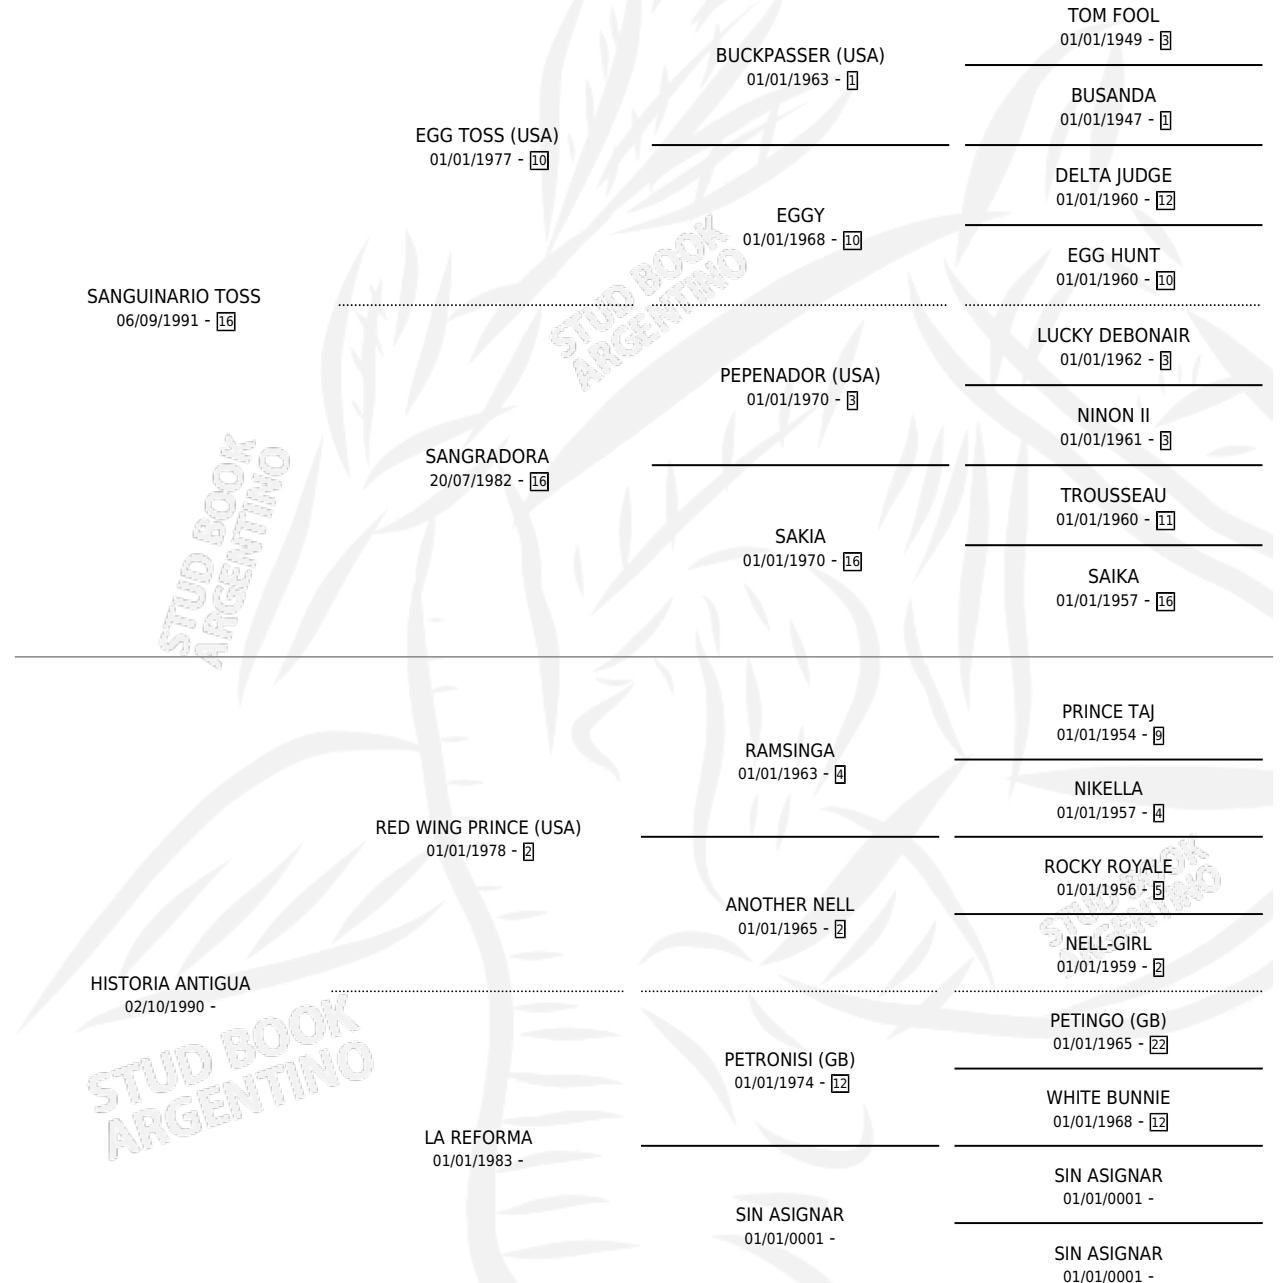 TOM FOOL
01/01/1949 - 3
BUCKPASSER (USA)
01/01/1963 - 1
BUSANDA
01/01/1947 - 1
EGG TOSS (USA)
01/01/1977 - 10
DELTA JUDGE
01/01/1960 - 12
EGGY
01/01/1968 - 10
EGG HUNT
01/01/1960 - 10
SANGUINARIO TOSS
06/09/1991 - 16
STUD BOOK
ARGENTINO
LUCKY DEBONAIR
01/01/1962 - 3
PEPENADOR (USA)
01/01/1970 - 3
NINON II
01/01/1961 - 3
SANGRADORA
20/07/1982 - 16
STUD BOOK
ARGENTINO
TROUSSEAU
01/01/1960 - 11
SAKIA
01/01/1970 - 16
SAIKA
01/01/1957 - 16
PRINCE TAJ
01/01/1954 - 9
RAMSINGA
01/01/1963 - 4
NIKELLA
01/01/1957 - 4
RED WING PRINCE (USA)
01/01/1978 - 2
ROCKY ROYALE
01/01/1956 - 5
ANOTHER NELL
01/01/1965 - 2
STUD BOOK
ARGENTINO
NELL-GIRL
01/01/1959 - 2
HISTORIA ANTIGUA
02/10/1990 -
STUD BOOK
ARGENTINO
PETINGO (GB)
01/01/1965 - 22
PETRONISI (GB)
01/01/1974 - 12
WHITE BUNNIE
01/01/1968 - 12
LA REFORMA
01/01/1983 -
SIN ASIGNAR
01/01/0001 -
SIN ASIGNAR
01/01/0001 -
SIN ASIGNAR
01/01/0001 -